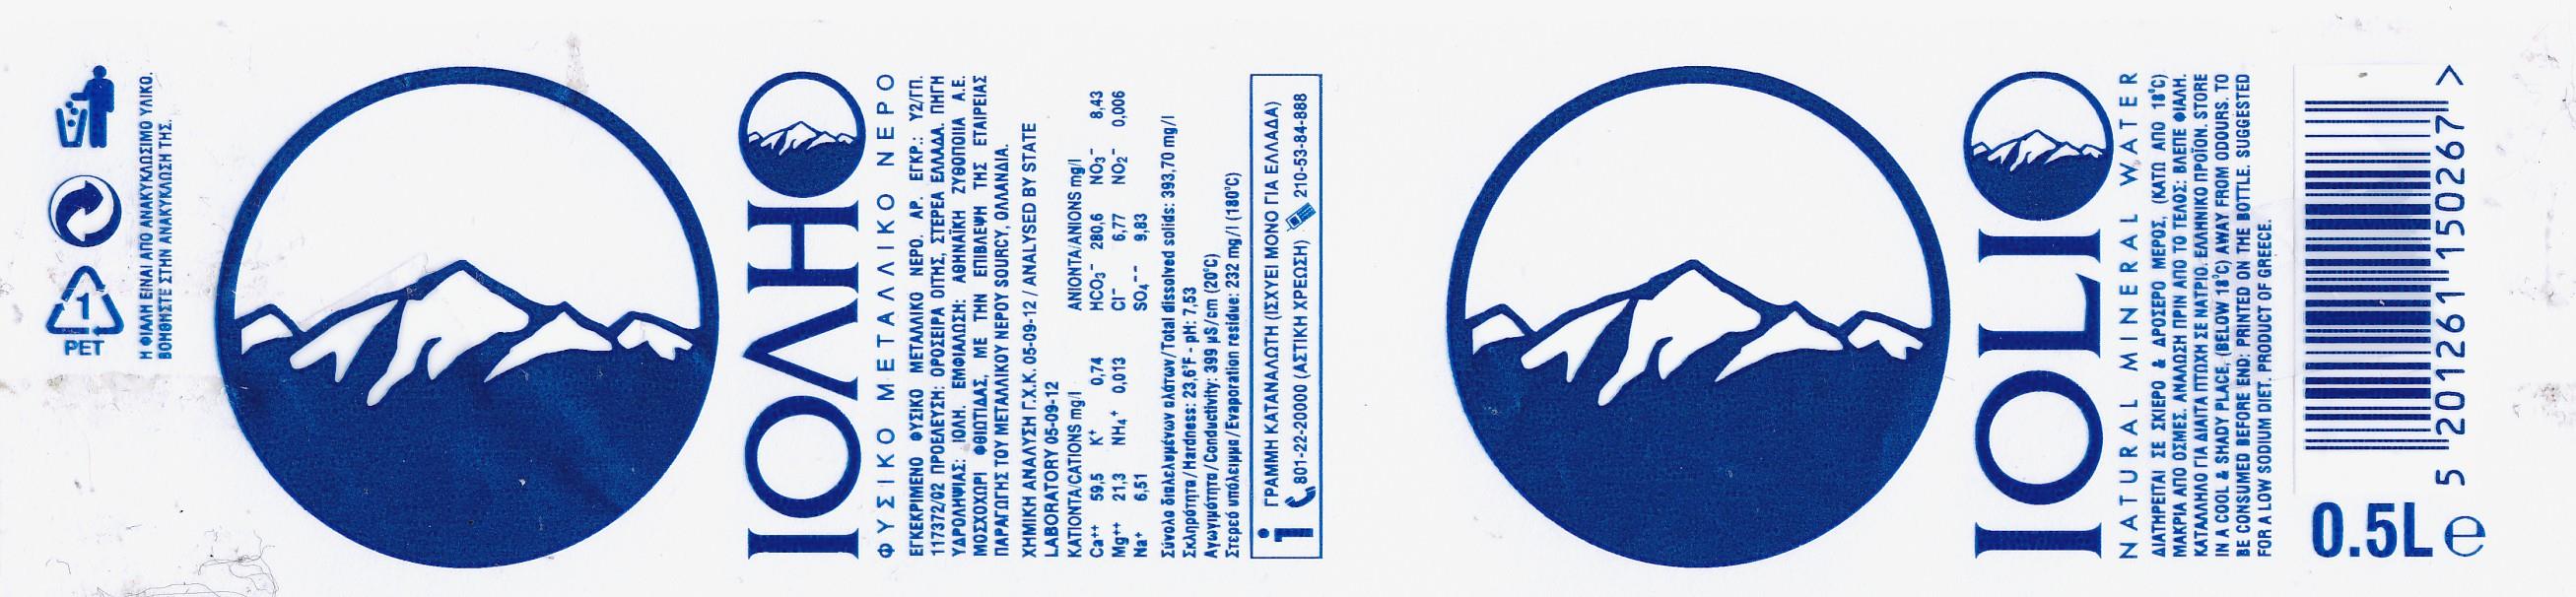 PET
Η ΦΙΑΛΗ ΕΙΝΑΙ ΑΠΟ ΑΝΑΚΥΚΛΩΣΙΜΟ ΥΛΙΚΟ.
ΒΟΗΘΗΣΤΕ ΣΤΗΝ ΑΝΑΚΥΚΛΩΣΗ ΤΗΣ.
1
ΙΟΛΗ
ΦΥΣΙΚΟ ΜΕΤΑΛΛΙΚΟ ΝΕΡΟ
ΕΓΚΕΚΡΙΜΕΝΟ ΦΥΣΙΚΟ ΜΕΤΑΛΛΙΚΟ ΝΕΡΟ. ΑΡ. ΕΓΚΡ.: Υ2/ΓΠ.
117372/02 ΠΡΟΕΛΕΥΣΗ: ΟΡΟΣΕΙΡΑ ΟΙΤΗΣ, ΣΤΕΡΕΑ ΕΛΛΑΔΑ. ΠΗΓΗ
ΥΔΡΟΛΗΨΙΑΣ: ΙΟΛΗ. ΕΜΦΙΑΛΩΣΗ: ΑΘΗΝΑΪΚΗ ΖΥΘΟΠΟΙΙΑ Α.Ε.
ΜΟΣΧΟΧΩΡΙ ΦΘΙΩΤΙΔΑΣ, ΜΕ ΤΗΝ ΕΠΙΒΛΕΨΗ ΤΗΣ ΕΤΑΙΡΕΙΑΣ
ΠΑΡΑΓΩΓΗΣ ΤΟΥ ΜΕΤΑΛΛΙΚΟΥ ΝΕΡΟΥ SOURCY, ΟΛΛΑΝΔΙΑ.
ΧΗΜΙΚΗ ΑΝΑΛΥΣΗ Γ.Χ.Κ. 05-09-12 / ANALYSED BY STATE
LABORATORY 05-09-12
ΚΑΤΙΟΝΤΑ/CATIONS mg/l ΑΝΙΟΝΤΑ/ANIONS mg/l
Ca++ 59,5 K+ 0,74 HCO3- 280,6 NO3- 8,43
Mg++ 21,3 NH4+ 0,013 Cl- 6,77 NO2- 0,006
Na+ 6,51 SO4-- 9,83
Σύνολο διαλελυμένων αλάτων/Total dissolved solids: 393,70 mg/l
Σκληρότητα/Hardness: 23,6°F - pH: 7,53
Αγωγιμότητα/Conductivity: 399 μS/cm (20°C)
Στερεό υπόλειμμα/Evaporation residue: 232 mg/l (180°C)
i ΓΡΑΜΜΗ ΚΑΤΑΝΑΛΩΤΗ (ΙΣΧΥΕΙ ΜΟΝΟ ΓΙΑ ΕΛΛΑΔΑ)
801-22-20000 (ΑΣΤΙΚΗ ΧΡΕΩΣΗ) 210-53-84-888
IOLI
NATURAL MINERAL WATER
ΔΙΑΤΗΡΕΙΤΑΙ ΣΕ ΣΚΙΕΡΟ & ΔΡΟΣΕΡΟ ΜΕΡΟΣ, (ΚΑΤΩ ΑΠΟ 18°C)
ΜΑΚΡΙΑ ΑΠΟ ΟΣΜΕΣ. ΑΝΑΛΩΣΗ ΠΡΙΝ ΑΠΟ ΤΟ ΤΕΛΟΣ: ΒΛΕΠΕ ΦΙΑΛΗ.
ΚΑΤΑΛΛΗΛΟ ΓΙΑ ΔΙΑΙΤΑ ΠΤΩΧΗ ΣΕ ΝΑΤΡΙΟ. ΕΛΛΗΝΙΚΟ ΠΡΟΪΟΝ. STORE
IN A COOL & SHADY PLACE, (BELOW 18°C) AWAY FROM ODOURS. TO
BE CONSUMED BEFORE END: PRINTED ON THE BOTTLE. SUGGESTED
FOR A LOW SODIUM DIET. PRODUCT OF GREECE.
5 201261 150267 >
0.5L e